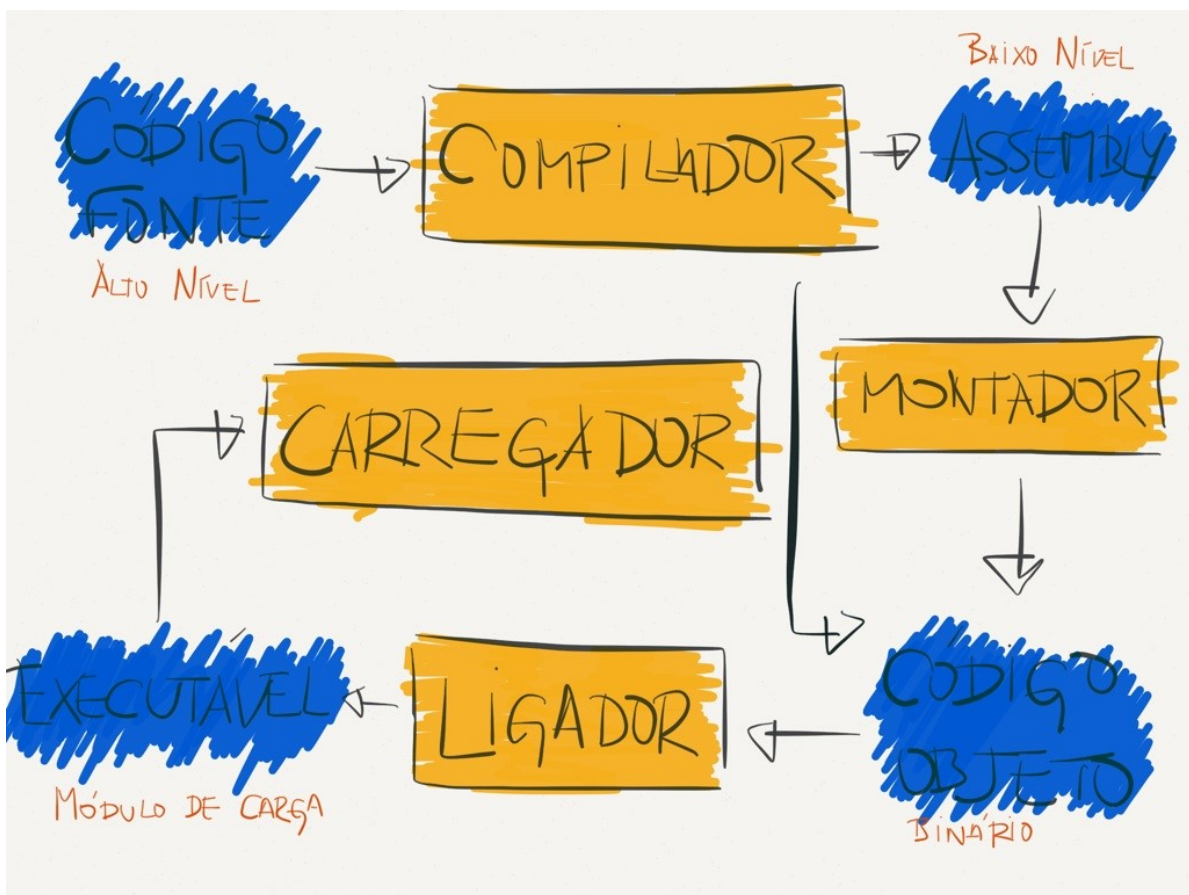 BAIXO NÍVEL
CÓDIGO
FONTE
COMPILADOR
ASSEMBLY
ALTO NÍVEL
CARREGADOR
MONTADOR
EXECUTÁVEL
LIGADOR
CÓDIGO
OBJETO
MÓDULO DE CARGA
BINÁRIO